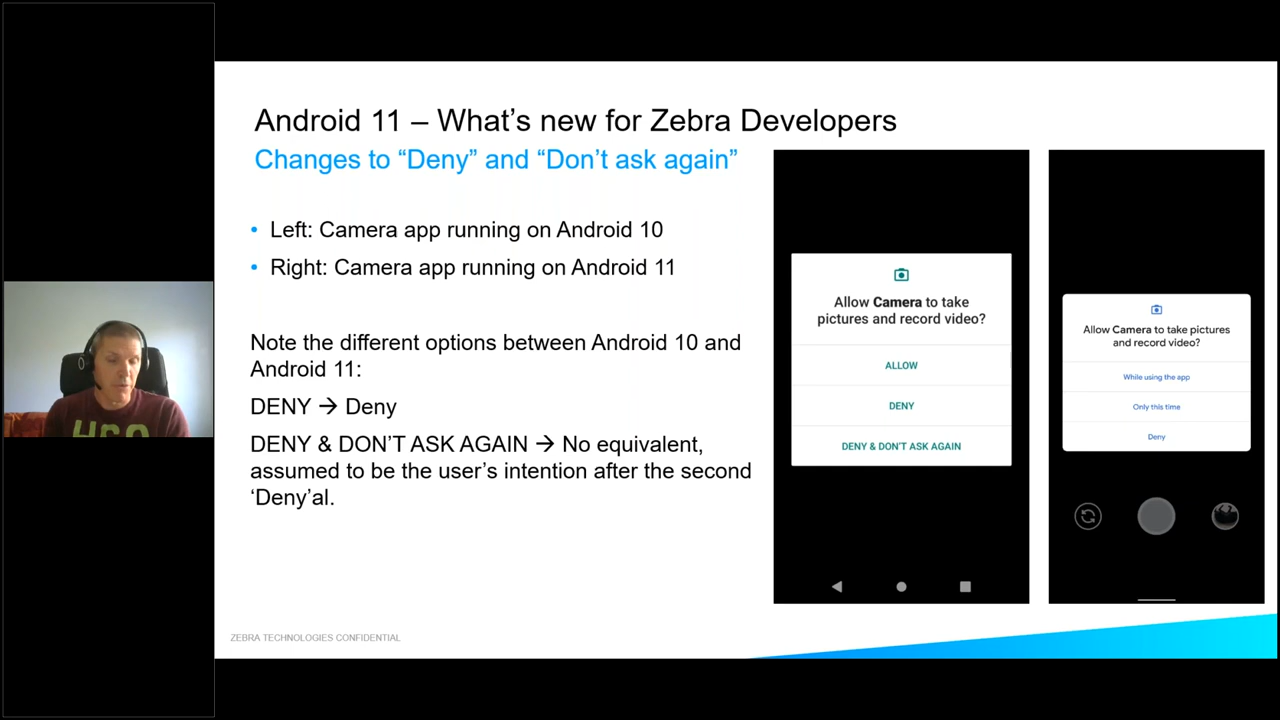 Android 11 – What’s new for Zebra Developers
Changes to “Deny” and “Don’t ask again”
• Left: Camera app running on Android 10
• Right: Camera app running on Android 11
Note the different options between Android 10 and
Android 11:
DENY → Deny
DENY & DON’T ASK AGAIN → No equivalent,
assumed to be the user’s intention after the second
‘Deny’al.
Allow Camera to take
pictures and record video?
ALLOW
DENY
DENY & DON'T ASK AGAIN
Allow Camera to take pictures
and record video?
While using the app
Only this time
Deny
ZEBRA TECHNOLOGIES CONFIDENTIAL